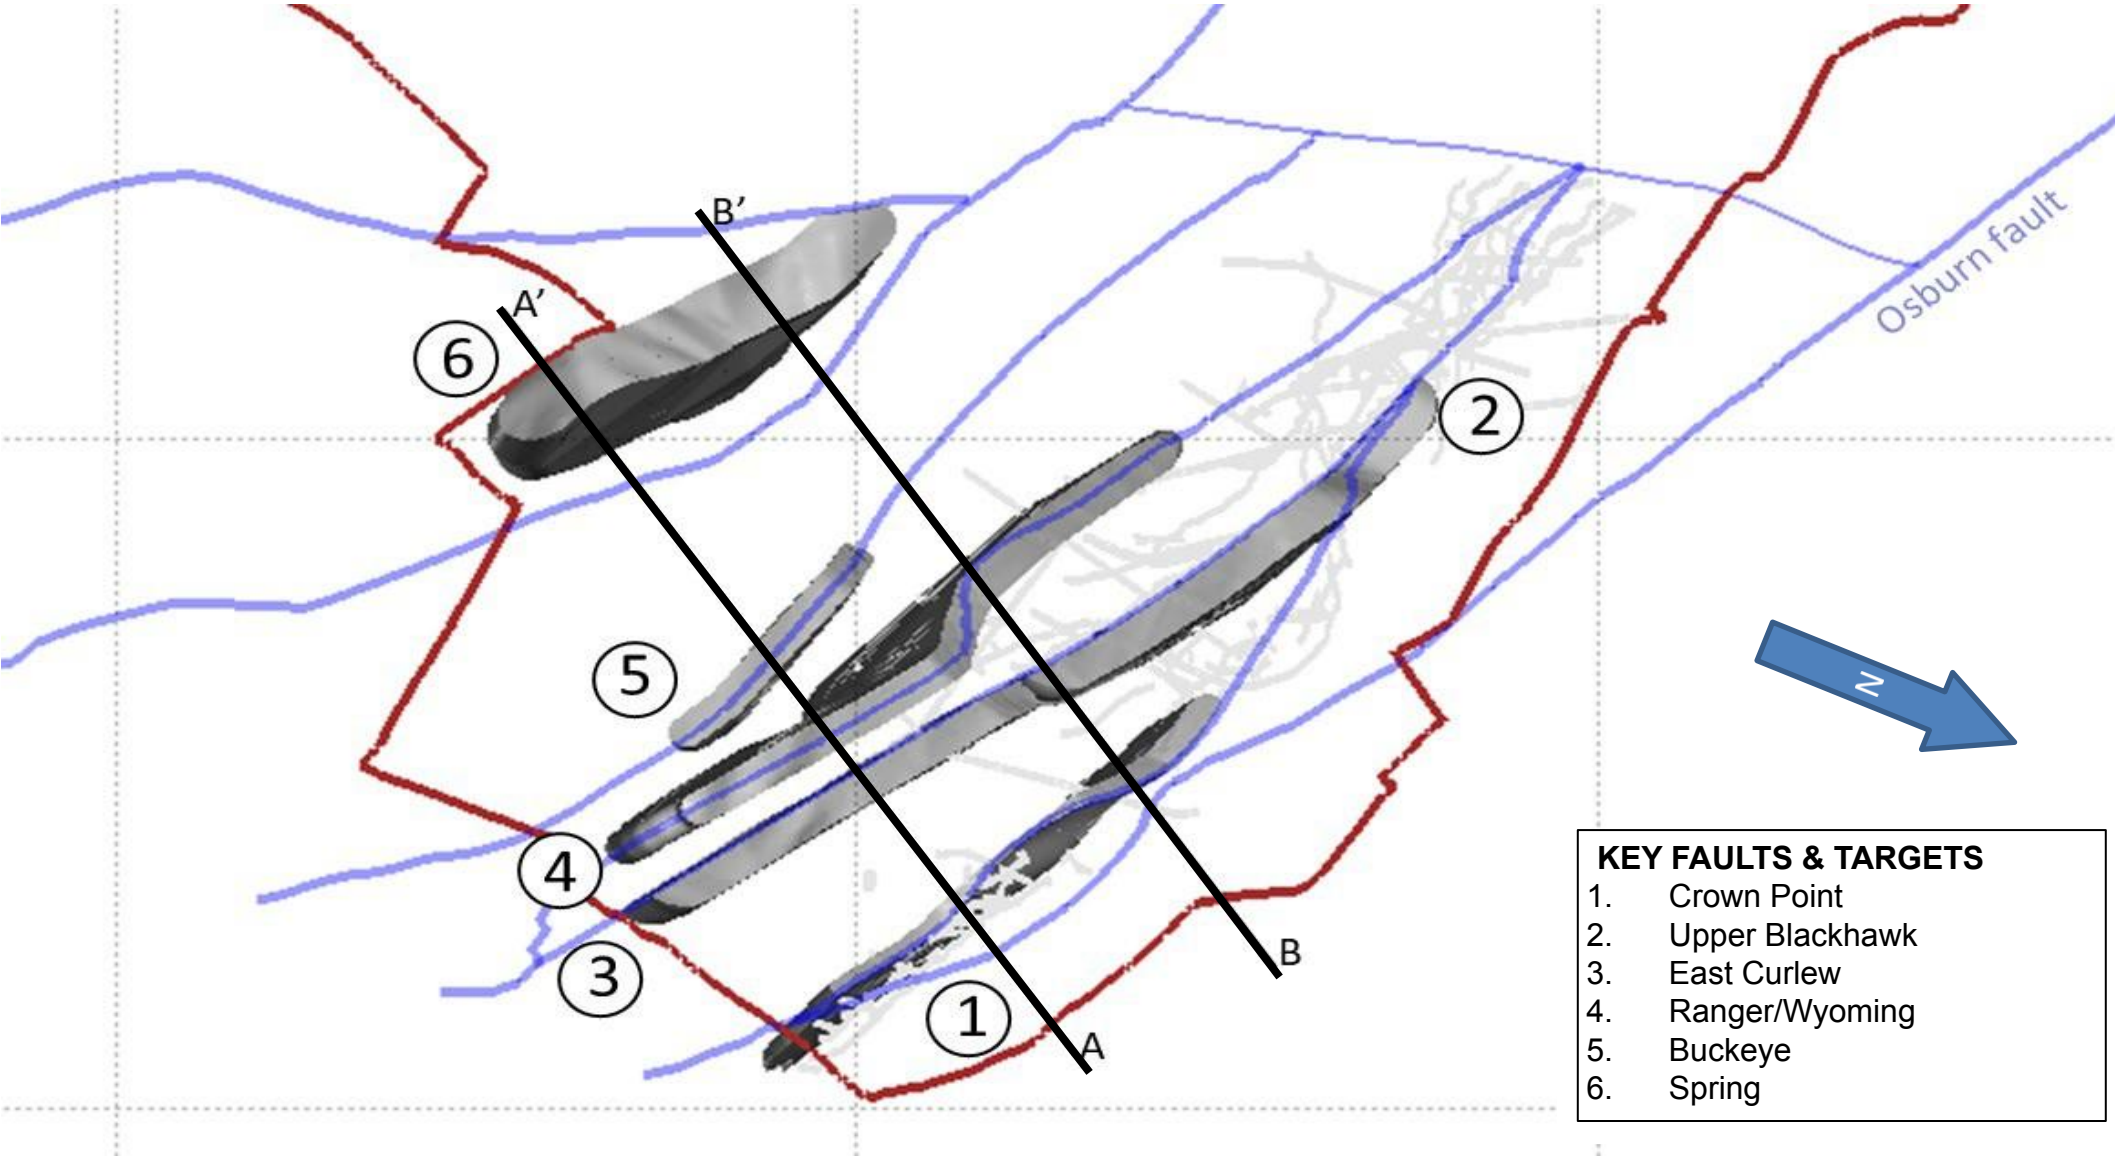 B’
A’
Osburn fault
6
2
5
N
4
3
1
B
A
KEY FAULTS & TARGETS
1. Crown Point
2. Upper Blackhawk
3. East Curlew
4. Ranger/Wyoming
5. Buckeye
6. Spring